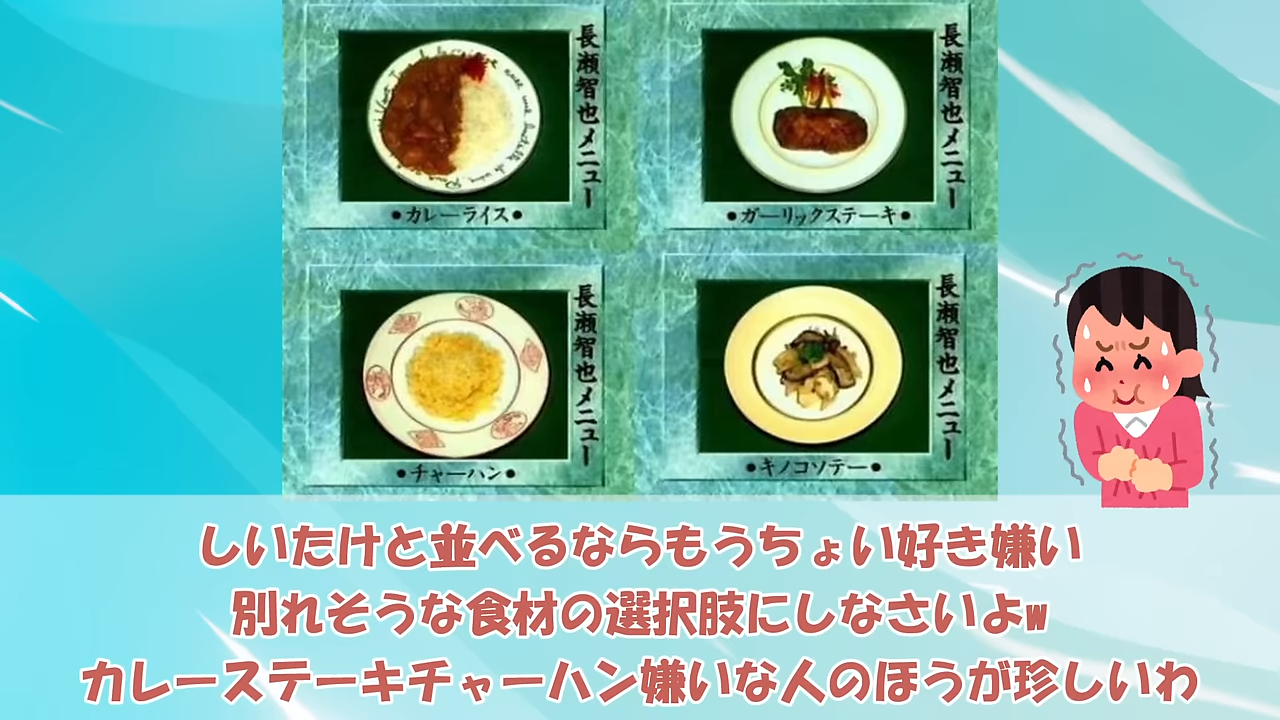 長瀬智也メニュー
●カレーライス●
長瀬智也メニュー
●ガーリックステーキ●
長瀬智也メニュー
●チャーハン●
長瀬智也メニュー
●キノコソテー●
しいたけと並べるならもうちょい好き嫌い
別れそうな食材の選択肢にしなさいよw
カレーステーキチャーハン嫌いな人のほうが珍しいわ